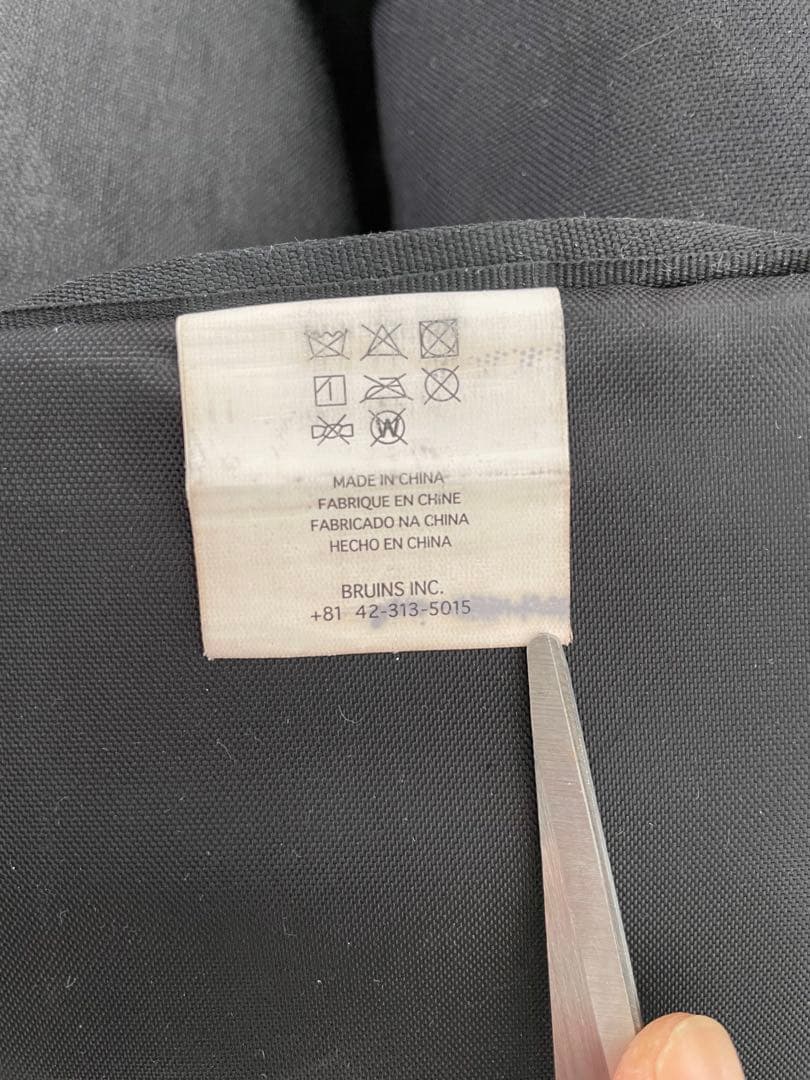 W
MADE IN CHINA
FABRIQUE EN CHINE
FABRICADO NA CHINA
HECHO EN CHINA
BRUINS INC.
+81 42-313-5015